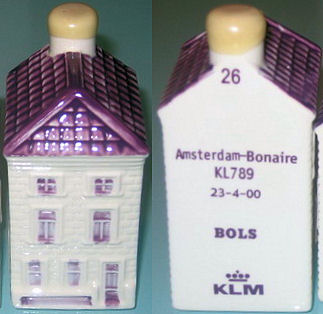 26
Amsterdam-Bonaire
KL789
23-4-00
BOLS
KLM